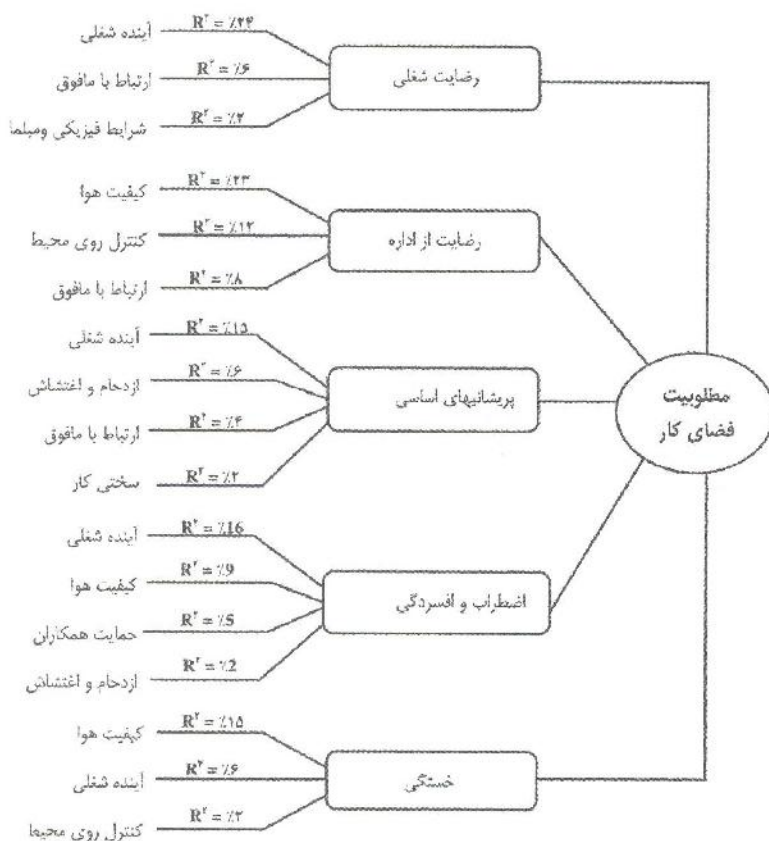 مطلوبیت
فضای کار
رضایت شغلی
R² = ٪۲۴
آینده شغلی
R² = ٪۶
ارتباط با مافوق
R² = ٪۲
شرایط فیزیکی ومبلما
رضایت از اداره
R² = ٪۲۳
کیفیت هوا
R² = ٪۱۲
کنترل روی محیط
R² = ٪۸
ارتباط با مافوق
پریشانیهای اساسی
R² = ٪۱۵
آینده شغلی
R² = ٪۶
ازدحام و اغتشاش
R² = ٪۴
ارتباط با مافوق
R² = ٪۲
سختی کار
اضطراب و افسردگی
R² = ٪16
آینده شغلی
R² = ٪9
کیفیت هوا
R² = ٪5
حمایت همکاران
R² = ٪2
ازدحام و اغتشاش
خستگی
R² = ٪۱۵
کیفیت هوا
R² = ٪۶
آینده شغلی
R² = ٪۲
کنترل روی محیط